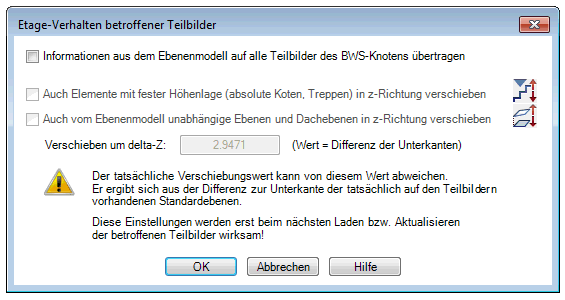 Etage-Verhalten betroffener Teilbilder
Informationen aus dem Ebenenmodell auf alle Teilbilder des BWS-Knotens übertragen
Auch Elemente mit fester Höhenlage (absolute Koten, Treppen) in z-Richtung verschieben
Auch vom Ebenenmodell unabhängige Ebenen und Dachebenen in z-Richtung verschieben
Verschieben um delta-Z: 2.9471 (Wert = Differenz der Unterkanten)
Der tatsächliche Verschiebungswert kann von diesem Wert abweichen.
Er ergibt sich aus der Differenz zur Unterkante der tatsächlich auf den Teilbildern
vorhandenen Standardebenen.
Diese Einstellungen werden erst beim nächsten Laden bzw. Aktualisieren
der betroffenen Teilbilder wirksam!
OK Abbrechen Hilfe